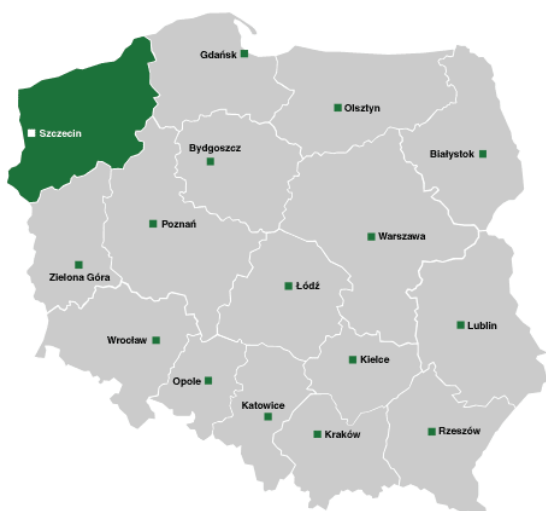 Gdańsk
Olsztyn
Szczecin
Bydgoszcz
Białystok
Poznań
Warszawa
Zielona Góra
Łódź
Lublin
Wrocław
Kielce
Opole
Katowice
Kraków
Rzeszów